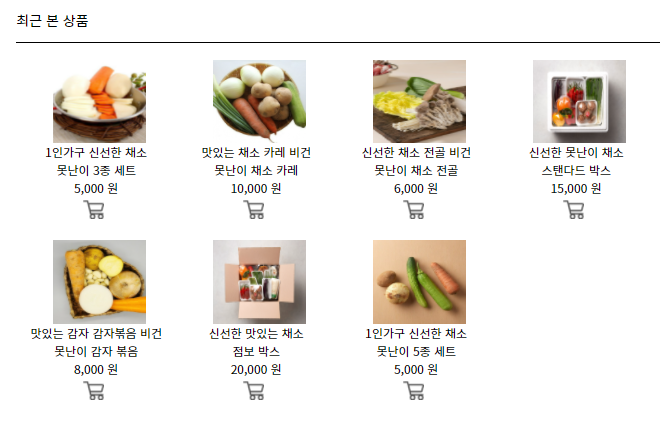 최근 본 상품
1인가구 신선한 채소
못난이 3종 세트
5,000 원
맛있는 채소 카레 비건
못난이 채소 카레
10,000 원
신선한 채소 전골 비건
못난이 채소 전골
6,000 원
신선한 못난이 채소
스탠다드 박스
15,000 원
맛있는 감자 감자볶음 비건
못난이 감자 볶음
8,000 원
신선한 맛있는 채소
점보 박스
20,000 원
1인가구 신선한 채소
못난이 5종 세트
5,000 원